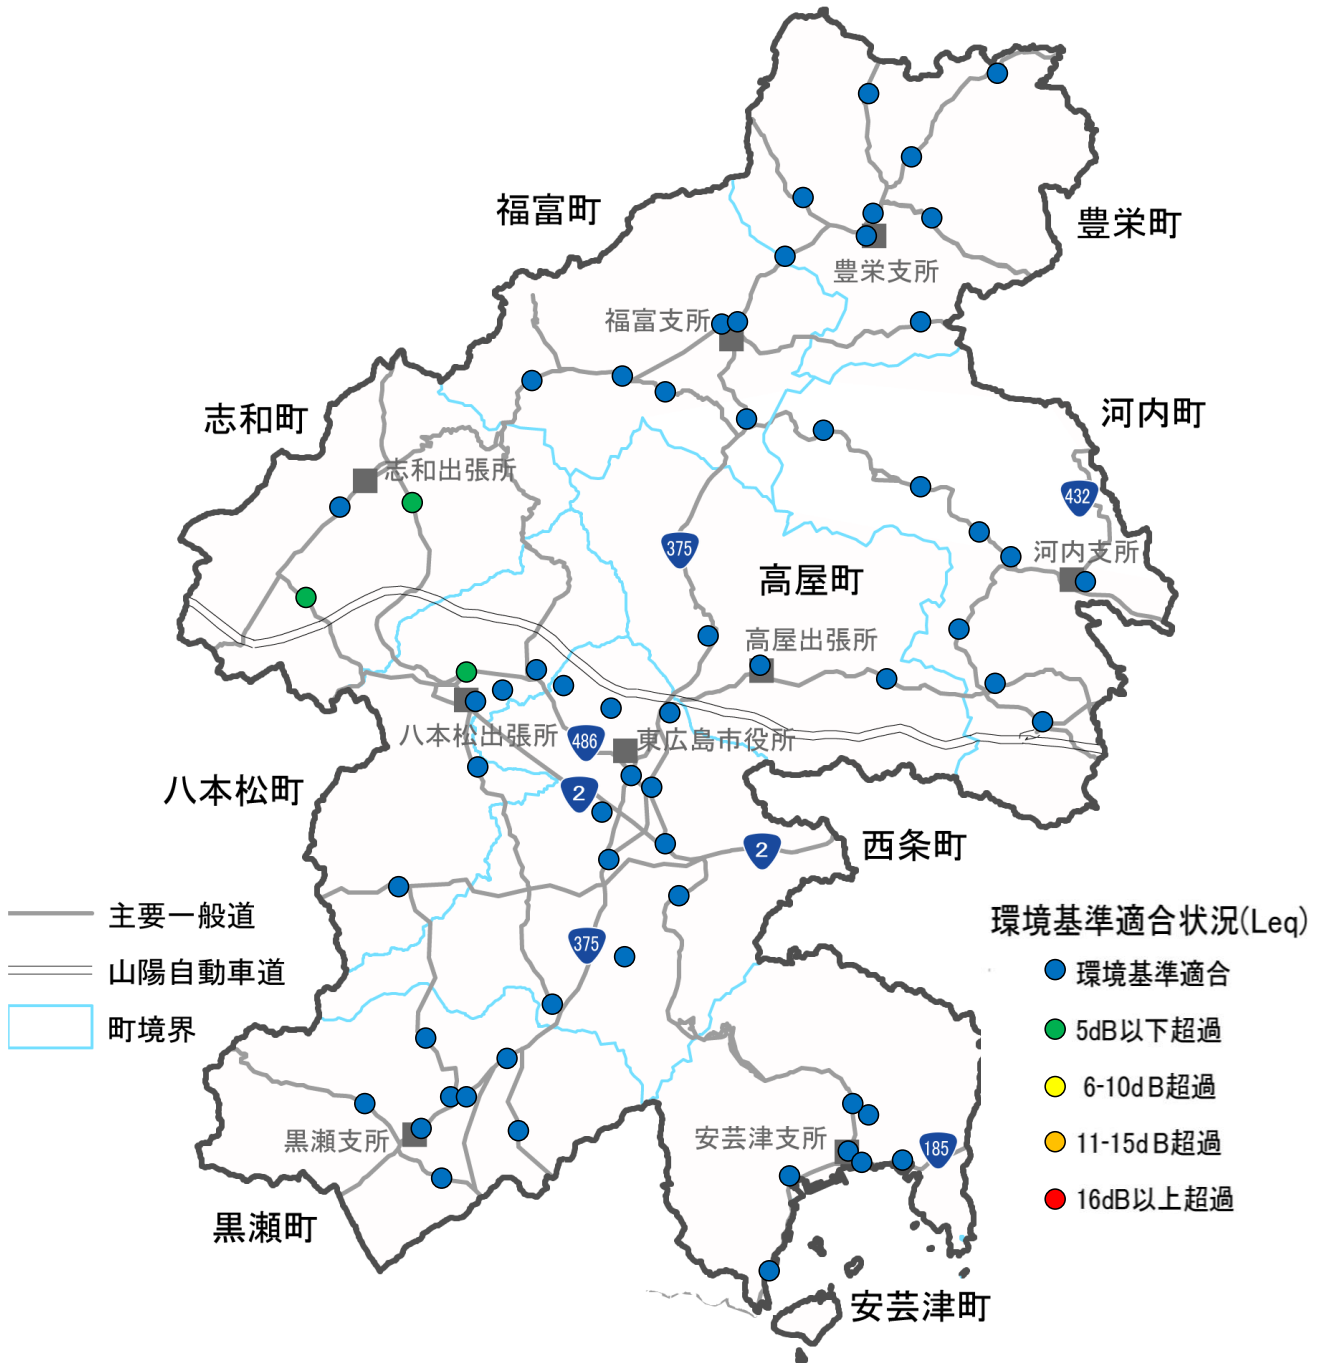 福富町
豊栄町
豊栄支所
福富支所
志和町
河内町
志和出張所
432
375
河内支所
高屋町
高屋出張所
八本松出張所
486
東広島市役所
八本松町
2
西条町
2
主要一般道
山陽自動車道
町境界
375
環境基準適合状況(Leq)
環境基準適合
5dB以下超過
6-10dB超過
11-15dB超過
16dB以上超過
黒瀬支所
安芸津支所
185
黒瀬町
安芸津町